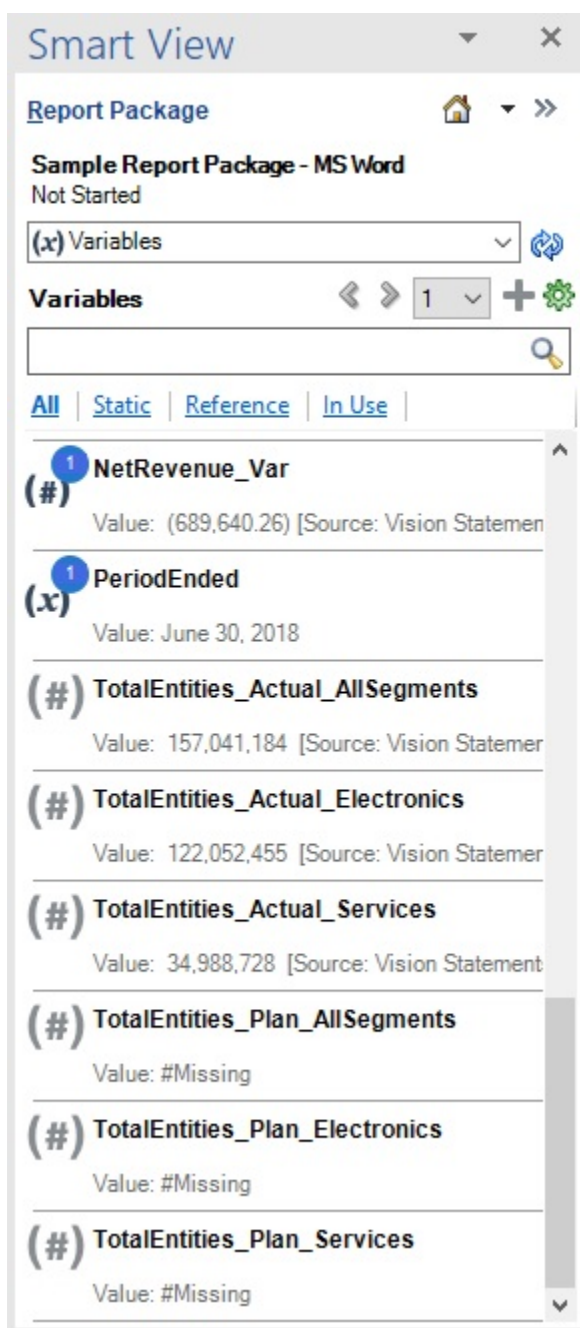 Smart View
Report Package
Sample Report Package - MS Word
Not Started
(x) Variables
Variables 1
All Static Reference In Use
1
(#) NetRevenue_Var
Value: (689,640.26) [Source: Vision Statemen
1
(x) PeriodEnded
Value: June 30, 2018
(#) TotalEntities_Actual_AllSegments
Value: 157,041,184 [Source: Vision Statemer
(#) TotalEntities_Actual_Electronics
Value: 122,052,455 [Source: Vision Statemer
(#) TotalEntities_Actual_Services
Value: 34,988,728 [Source: Vision Statement
(#) TotalEntities_Plan_AllSegments
Value: #Missing
(#) TotalEntities_Plan_Electronics
Value: #Missing
(#) TotalEntities_Plan_Services
Value: #Missing